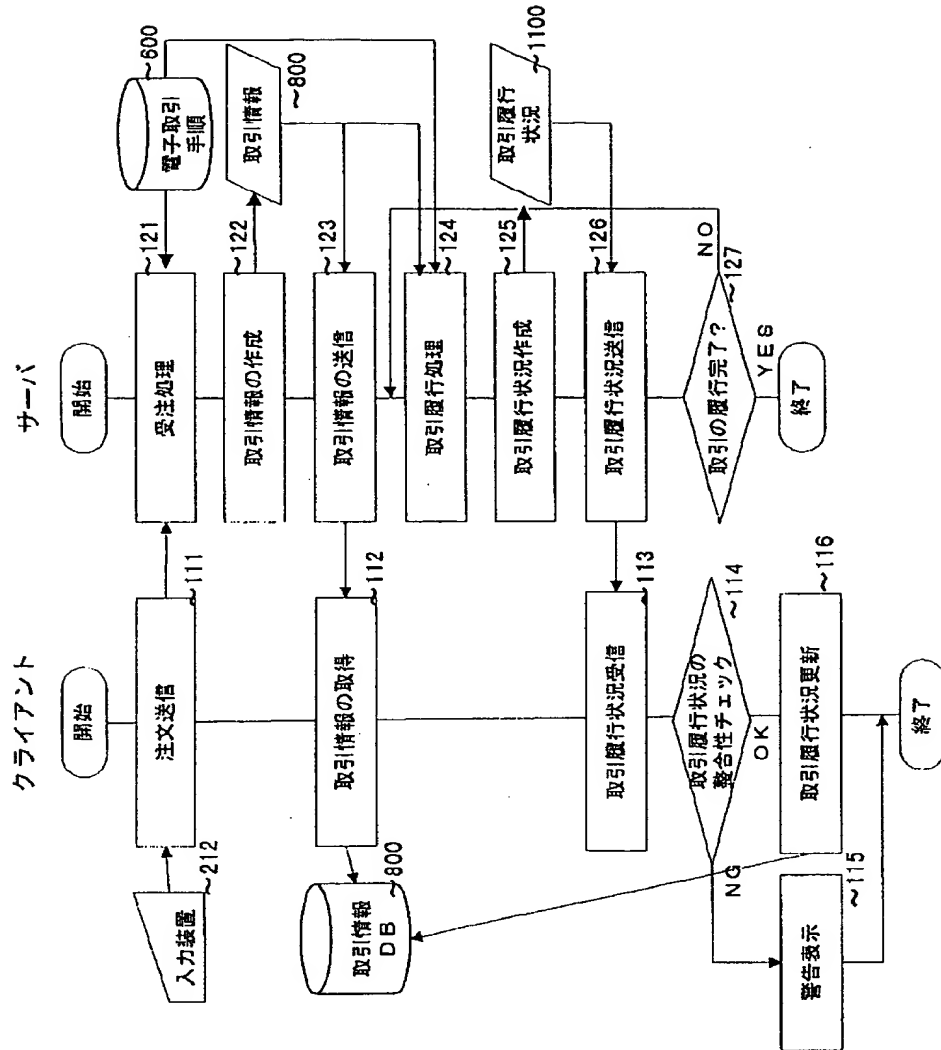 クライアント
開始
入力装置
212
注文送信
111
取引情報の取得
112
取引情報
DB
800
取引履行状況受信
113
取引履行状況の
整合性チェック
114
NG
OK
警告表示
115
取引履行状況更新
116
終了
サーバ
開始
受注処理
121
電子取引
手順
600
取引情報の作成
122
取引情報
800
取引情報の送信
123
取引履行処理
124
取引履行状況作成
125
取引履行
状況
1100
取引履行状況送信
126
取引の履行完了?
127
NO
YES
終了